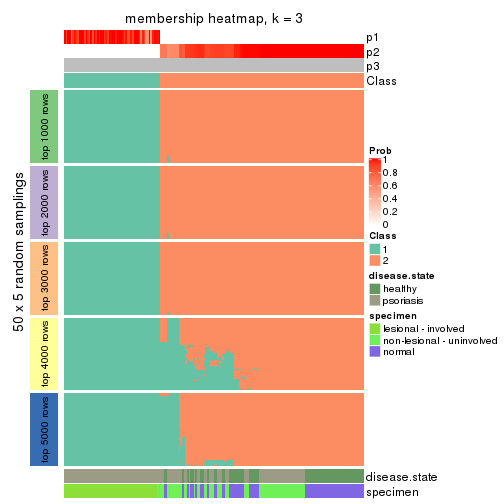 membership heatmap, k = 3
p1
p2
p3
Class
50 x 5 random samplings
top 1000 rows
top 2000 rows
top 3000 rows
top 4000 rows
top 5000 rows
disease.state
specimen
Prob
1
0.8
0.6
0.4
0.2
0
Class
1
2
disease.state
healthy
psoriasis
specimen
lesional - involved
non-lesional - uninvolved
normal